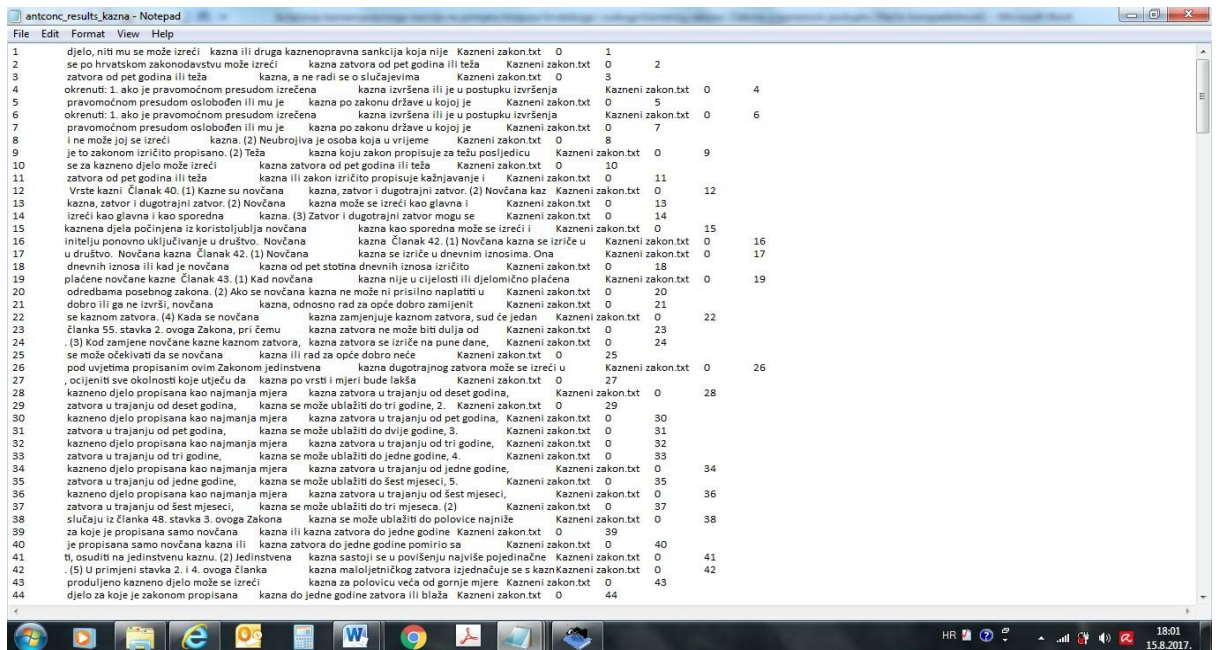 antconc_results_kazna - Notepad
File Edit Format View Help
1 djelo, niti mu se može izreći kazna ili druga kaznenopravna sankcija koja nije Kazneni zakon.txt 0 1
2 se po hrvatskom zakonodavstvu može izreći kazna zatvora od pet godina ili teža Kazneni zakon.txt 0 2
3 zatvora od pet godina ili teža kazna, a ne radi se o slučajevima Kazneni zakon.txt 0 3
4 okrenuti: 1. ako je pravomoćnom presudom izrečena kazna izvršena ili je u postupku izvršenja Kazneni zakon.txt 0 4
5 pravomoćnom presudom oslobođen ili mu je kazna po zakonu države u kojoj je Kazneni zakon.txt 0 5
6 okrenuti: 1. ako je pravomoćnom presudom izrečena kazna izvršena ili je u postupku izvršenja Kazneni zakon.txt 0 6
7 pravomoćnom presudom oslobođen ili mu je kazna po zakonu države u kojoj je Kazneni zakon.txt 0 7
8 i ne može joj se izreći kazna. (2) Neubrojiva je osoba koja u vrijeme Kazneni zakon.txt 0 8
9 je to zakonom izričito propisano. (2) Teža kazna koju zakon propisuje za težu posljedicu Kazneni zakon.txt 0 9
10 se za kazneno djelo može izreći kazna zatvora od pet godina ili teža Kazneni zakon.txt 0 10
11 zatvora od pet godina ili teža kazna ili zakon izričito propisuje kažnjavanje i Kazneni zakon.txt 0 11
12 Vrste kazni Članak 40. (1) Kazne su novčana kazna, zatvor i dugotrajni zatvor. (2) Novčana kaz Kazneni zakon.txt 0 12
13 kazna, zatvor i dugotrajni zatvor. (2) Novčana kazna može se izreći kao glavna i Kazneni zakon.txt 0 13
14 izreći kao glavna i kao sporedna kazna. (3) Zatvor i dugotrajni zatvor mogu se Kazneni zakon.txt 0 14
15 kaznena djela počinjena iz koristoljublja novčana kazna kao sporedna može se izreći i Kazneni zakon.txt 0 15
16 initelju ponovno uključivanje u društvo. Novčana kazna Članak 42. (1) Novčana kazna se izriče u Kazneni zakon.txt 0 16
17 u društvo. Novčana kazna Članak 42. (1) Novčana kazna se izriče u dnevnim iznosima. Ona Kazneni zakon.txt 0 17
18 dnevnih iznosa ili kad je novčana kazna od pet stotina dnevnih iznosa izričito Kazneni zakon.txt 0 18
19 plaćene novčane kazne Članak 43. (1) Kad novčana kazna nije u cijelosti ili djelomično plaćena Kazneni zakon.txt 0 19
20 odredbama posebnog zakona. (2) Ako se novčana kazna ne može ni prisilno naplatiti u Kazneni zakon.txt 0 20
21 dobro ili ga ne izvrši, novčana kazna, odnosno rad za opće dobro zamijenit Kazneni zakon.txt 0 21
22 se kaznom zatvora. (4) Kada se novčana kazna zamjenjuje kaznom zatvora, sud će jedan Kazneni zakon.txt 0 22
23 članka 55. stavka 2. ovoga Zakona, pri čemu kazna zatvora ne može biti dulja od Kazneni zakon.txt 0 23
24 . (3) Kod zamjene novčane kazne kaznom zatvora, kazna zatvora se izriče na pune dane, Kazneni zakon.txt 0 24
25 se može očekivati da se novčana kazna ili rad za opće dobro neće Kazneni zakon.txt 0 25
26 pod uvjetima propisanim ovim Zakonom jedinstvena kazna dugotrajnog zatvora može se izreći u Kazneni zakon.txt 0 26
27 , ocijeniti sve okolnosti koje utječu da kazna po vrsti i mjeri bude lakša Kazneni zakon.txt 0 27
28 kazneno djelo propisana kao najmanja mjera kazna zatvora u trajanju od deset godina, Kazneni zakon.txt 0 28
29 zatvora u trajanju od deset godina, kazna se može ublažiti do tri godine, 2. Kazneni zakon.txt 0 29
30 kazneno djelo propisana kao najmanja mjera kazna zatvora u trajanju od pet godina, Kazneni zakon.txt 0 30
31 zatvora u trajanju od pet godina, kazna se može ublažiti do dvije godine, 3. Kazneni zakon.txt 0 31
32 kazneno djelo propisana kao najmanja mjera kazna zatvora u trajanju od tri godine, Kazneni zakon.txt 0 32
33 zatvora u trajanju od tri godine, kazna se može ublažiti do jedne godine, 4. Kazneni zakon.txt 0 33
34 kazneno djelo propisana kao najmanja mjera kazna zatvora u trajanju od jedne godine, Kazneni zakon.txt 0 34
35 zatvora u trajanju od jedne godine, kazna se može ublažiti do šest mjeseci, 5. Kazneni zakon.txt 0 35
36 kazneno djelo propisana kao najmanja mjera kazna zatvora u trajanju od šest mjeseci, Kazneni zakon.txt 0 36
37 zatvora u trajanju od šest mjeseci, kazna se može ublažiti do tri mjeseca. (2) Kazneni zakon.txt 0 37
38 slučaju iz članka 48. stavka 3. ovoga Zakona kazna se može ublažiti do polovice najniže Kazneni zakon.txt 0 38
39 za koje je propisana samo novčana kazna ili kazna zatvora do jedne godine Kazneni zakon.txt 0 39
40 je propisana samo novčana kazna ili kazna zatvora do jedne godine pomirio sa Kazneni zakon.txt 0 40
41 ti, osuditi na jedinstvenu kaznu. (2) Jedinstvena kazna sastoji se u povišenju najviše pojedinačne Kazneni zakon.txt 0 41
42 . (5) U primjeni stavka 2. i 4. ovoga članka kazna maloljetničkog zatvora izjednačuje se s kazn Kazneni zakon.txt 0 42
43 produljeno kazneno djelo može se izreći kazna za polovicu veća od gornje mjere Kazneni zakon.txt 0 43
44 djelo za koje je zakonom propisana kazna do jedne godine zatvora ili blaža Kazneni zakon.txt 0 44
HR
18:01
15.8.2017.